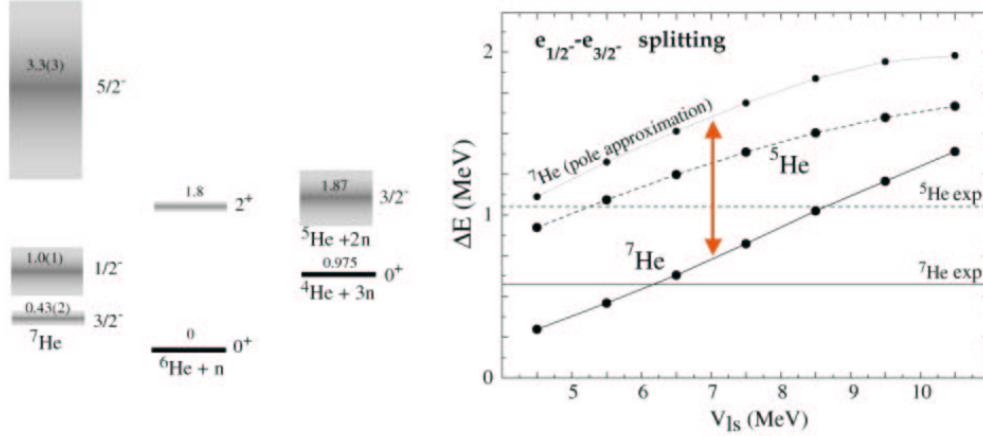 3.3(3)
5/2⁻
1.8
2⁺
1.87
3/2⁻
⁵He +2n
1.0(1)
1/2⁻
0.975
0⁺
⁴He + 3n
0.43(2)
3/2⁻
⁷He
0
0⁺
⁶He + n
e₁/₂₋-e₃/₂₋ splitting
⁷He (pole approximation)
⁵He
⁵He exp
⁷He
⁷He exp
ΔE (MeV)
2
1
0
5 6 7 8 9 10
Vls (MeV)